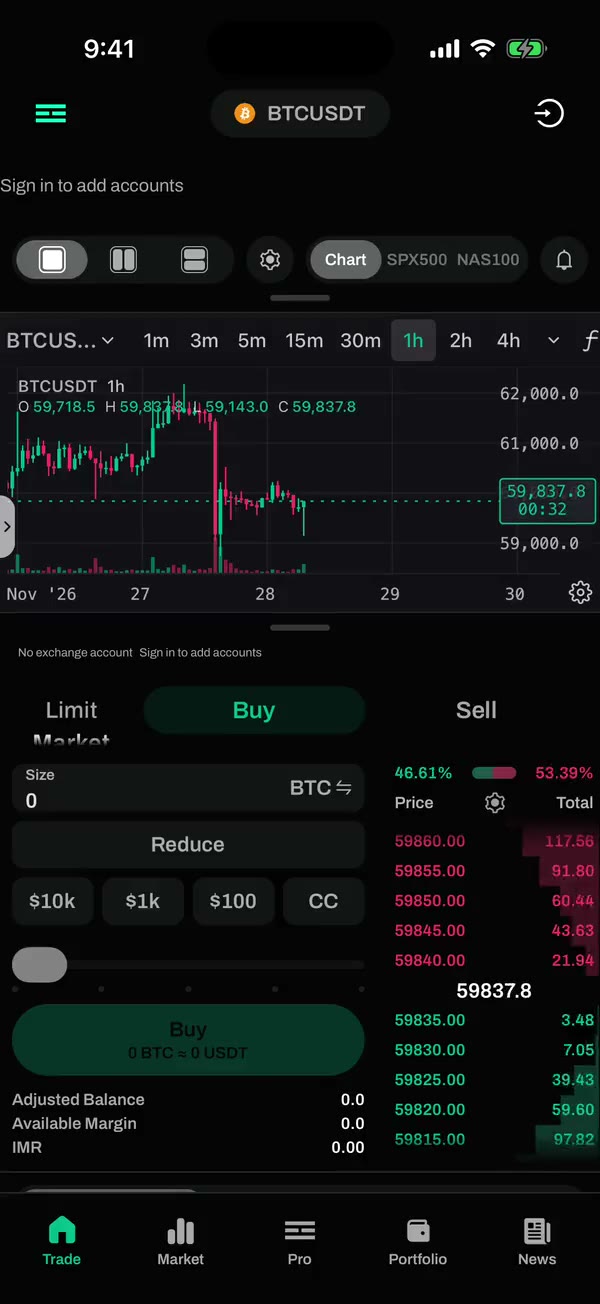 9:41
BTCUSDT
Sign in to add accounts
Chart SPX500 NAS100
BTCUS... 1m 3m 5m 15m 30m 1h 2h 4h f
BTCUSDT 1h
O 59,718.5 H 59,837.8 L 59,143.0 C 59,837.8
62,000.0
61,000.0
59,837.8
00:32
59,000.0
Nov '26 27 28 29 30
No exchange account Sign in to add accounts
Limit Buy Sell
Market
Size
0
BTC
46.61% 53.39%
Price Total
Reduce
$10k $1k $100 CC
59860.00 117.56
59855.00 91.80
59850.00 60.44
59845.00 43.63
59840.00 21.94
59837.8
59835.00 3.48
59830.00 7.05
59825.00 39.43
59820.00 59.60
59815.00 97.82
Buy
0 BTC ≈ 0 USDT
Adjusted Balance 0.0
Available Margin 0.0
IMR 0.00
Trade Market Pro Portfolio News